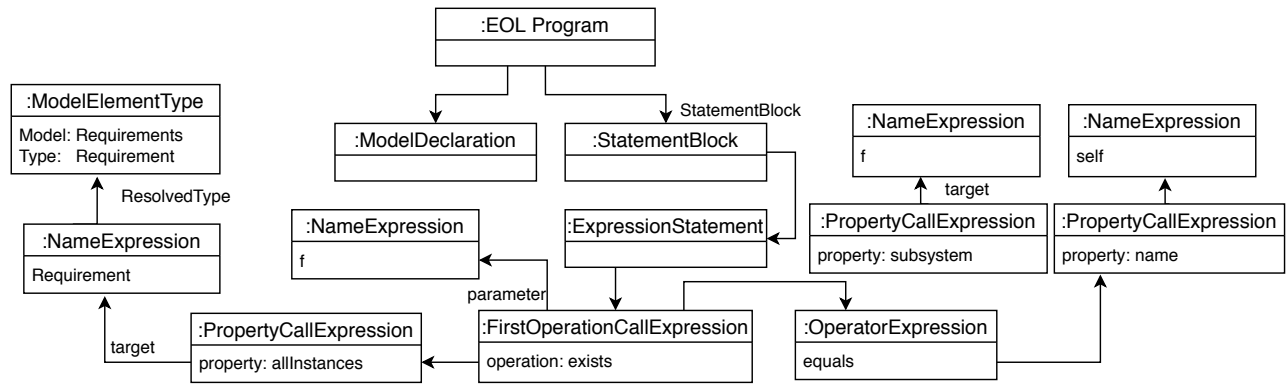 :EOL Program
:ModelElementType
Model: Requirements
Type: Requirement
:ModelDeclaration
StatementBlock
:StatementBlock
:NameExpression
f
:NameExpression
self
ResolvedType
target
:NameExpression
Requirement
:NameExpression
f
:ExpressionStatement
:PropertyCallExpression
property: subsystem
:PropertyCallExpression
property: name
parameter
target
:PropertyCallExpression
property: allInstances
:FirstOperationCallExpression
operation: exists
:OperatorExpression
equals